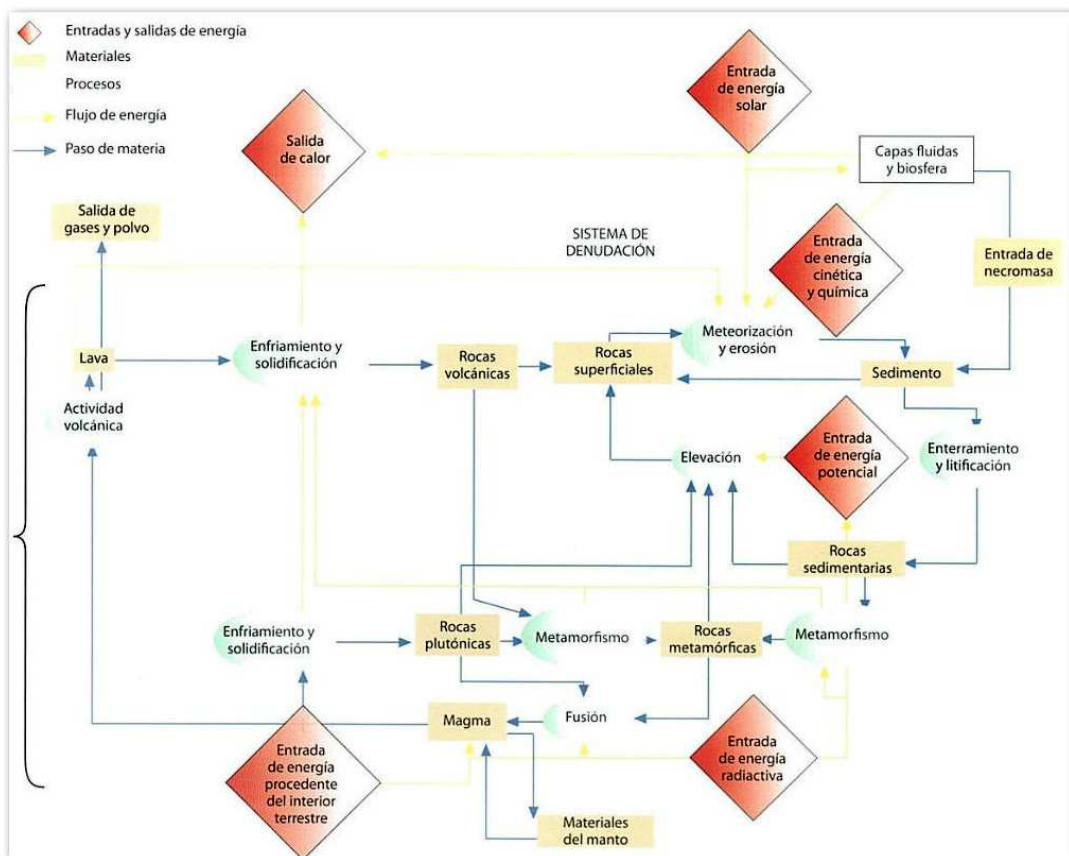 Entradas y salidas de energía
Materiales
Procesos
Flujo de energía
Paso de materia
Entrada
de energía
solar
Salida
de calor
Capas fluidas
y biosfera
Salida de
gases y polvo
SISTEMA DE
DENUDACIÓN
Entrada
de energía
cinética
y química
Entrada de
necromasa
Lava
Enfriamiento y
solidificación
Rocas
volcánicas
Rocas
superficiales
Meteorización
y erosión
Sedimento
Actividad
volcánica
Elevación
Entrada
de energía
potencial
Enterramiento
y litificación
Rocas
sedimentarias
Enfriamiento y
solidificación
Rocas
plutónicas
Metamorfismo
Rocas
metamórficas
Metamorfismo
Magma
Fusión
Entrada
de energía
procedente
del interior
terrestre
Entrada
de energía
radiactiva
Materiales
del manto